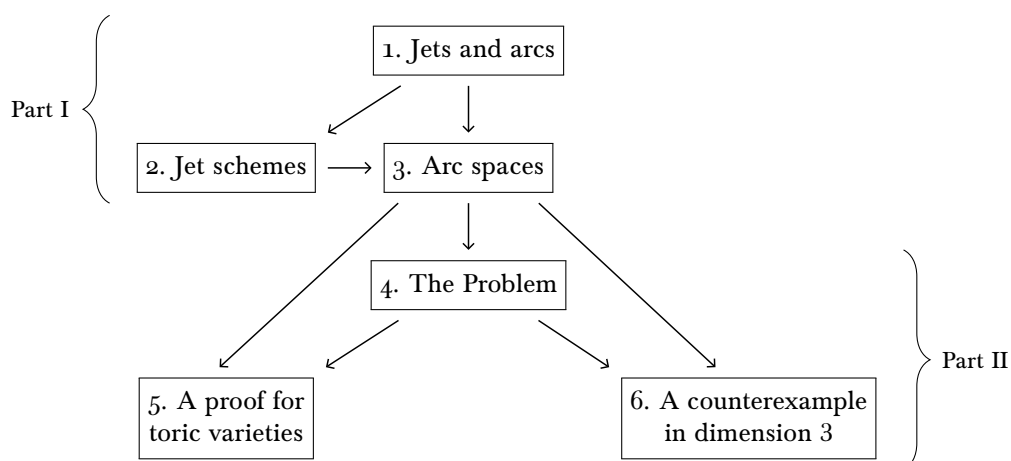 1. Jets and arcs
Part I
2. Jet schemes
3. Arc spaces
4. The Problem
Part II
5. A proof for
toric varieties
6. A counterexample
in dimension 3